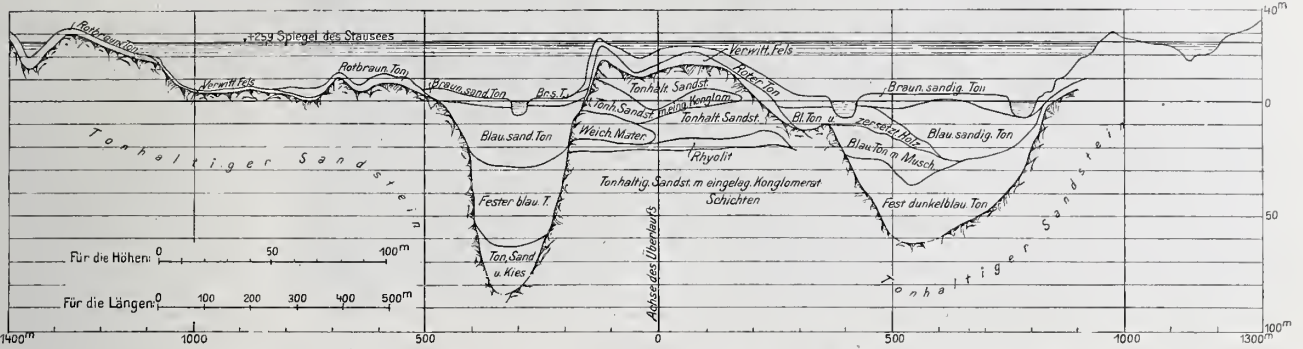 40m
Rotbraun.Ton
+259 Spiegel des Stausees
Verwitt.Fels
Rotbraun.Ton
Verwitt. Fels
Roter Ton
Braun.sand.Ton
Br.s.T.
Tonhalt. Sandst.
Braun. sandig. Ton
0
Tonh. Sandst. m eing. Konglom.
Tonhalt. Sandst.
Bl. Ton u.
zersetzt Holz
Blau. sand. Ton
Weich. Mater.
Blau. sandig. Ton
Blau Ton m Musch.
Rhyolit
Tonhaltiger Sandstein
Fester blau. T.
Tonhaltig. Sandst. m eingelag. Konglomerat
Schichten
Fest dunkelblau. Ton
Tonhaltiger Sandstein
50
Ton, Sand
u. Kies
Achse des Überlaufs
Für die Höhen: 0 50 100m
Für die Längen: 0 100 200 300 400 500m
100m
1400m 1000 500 0 500 1000 1300m